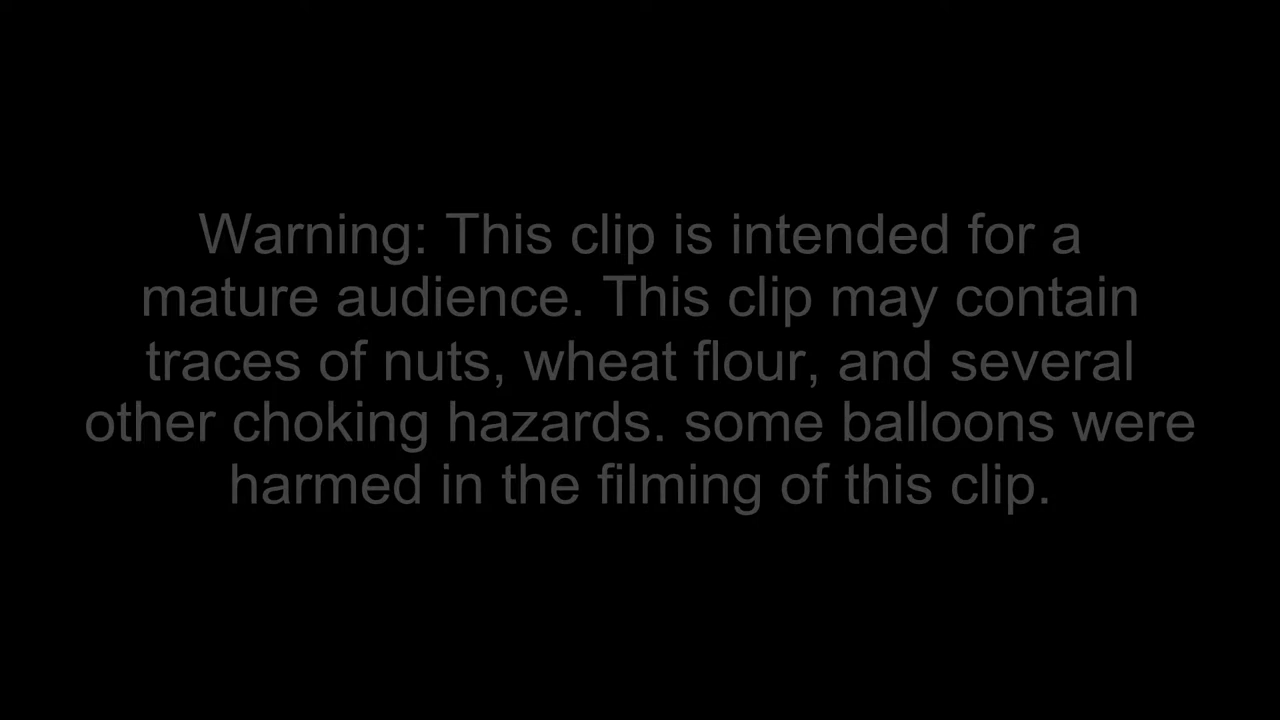 Warning: This clip is intended for a
mature audience. This clip may contain
traces of nuts, wheat flour, and several
other choking hazards. some balloons were
harmed in the filming of this clip.